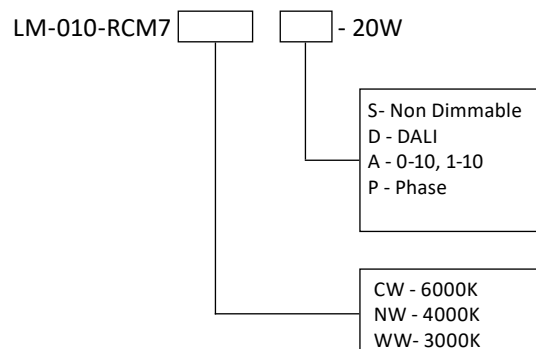 LM-010-RCM7 - 20W
S- Non Dimmable
D - DALI
A - 0-10, 1-10
P - Phase
CW - 6000K
NW - 4000K
WW- 3000K